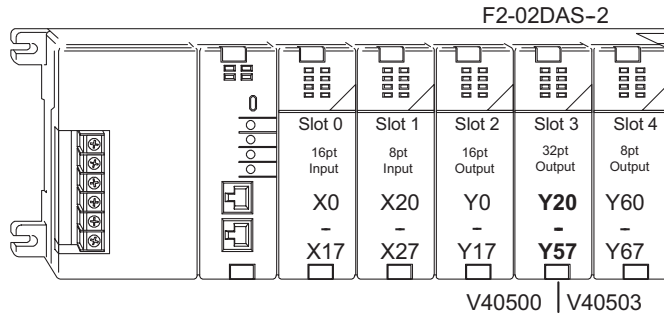 F2-02DAS-2
Slot 0
16pt
Input
X0
-
X17
Slot 1
8pt
Input
X20
-
X27
Slot 2
16pt
Output
Y0
-
Y17
Slot 3
32pt
Output
Y20
-
Y57
Slot 4
8pt
Output
Y60
-
Y67
V40500
V40503